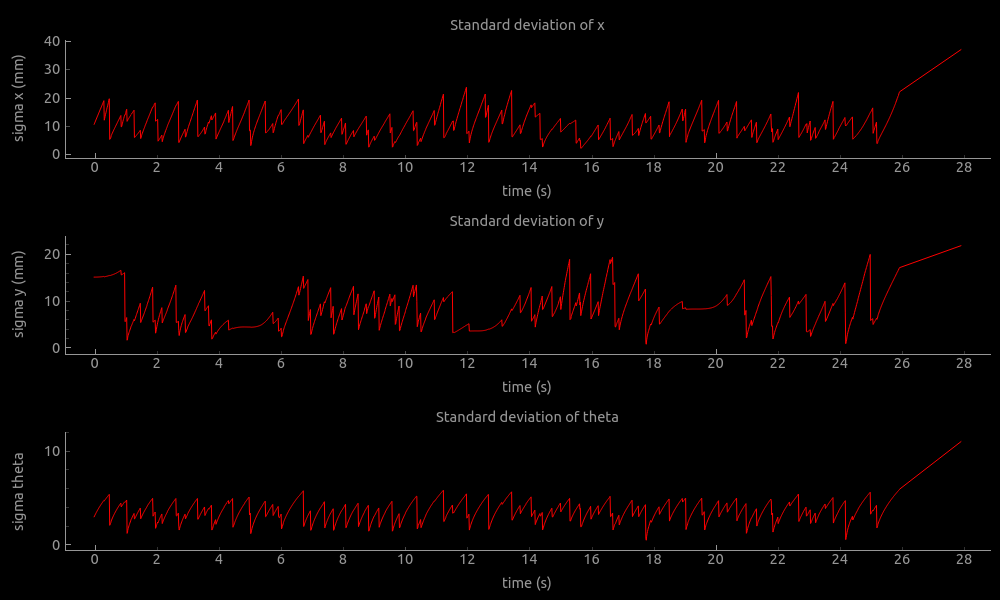 Standard deviation of x
sigma x (mm)
40
30
20
10
0
0 2 4 6 8 10 12 14 16 18 20 22 24 26 28
time (s)
Standard deviation of y
sigma y (mm)
20
10
0
0 2 4 6 8 10 12 14 16 18 20 22 24 26 28
time (s)
Standard deviation of theta
sigma theta
10
0
0 2 4 6 8 10 12 14 16 18 20 22 24 26 28
time (s)